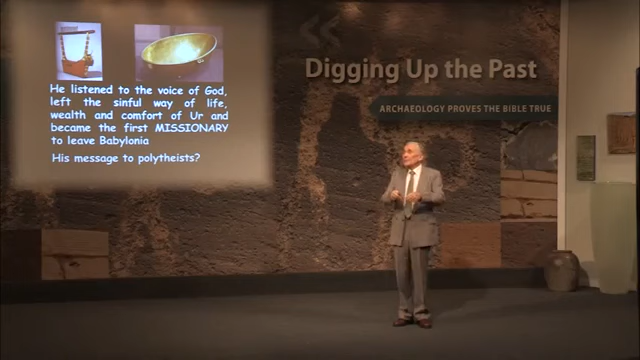 He listened to the voice of God,
left the sinful way of life,
wealth and comfort of Ur and
became the first MISSIONARY
to leave Babylonia
His message to polytheists?
Digging Up the Past
ARCHAEOLOGY PROVES THE BIBLE TRUE